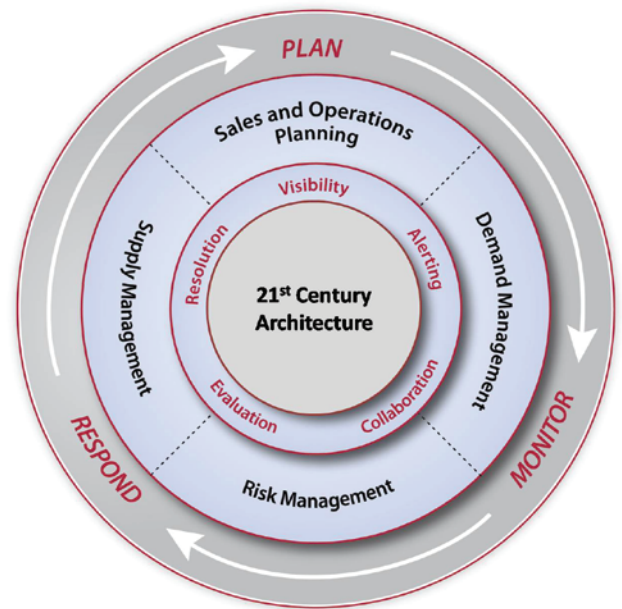 PLAN
Sales and Operations
Planning
Visibility
Resolution
Alerting
Supply Management
Demand Management
21st Century
Architecture
Evaluation
Collaboration
RESPOND
MONITOR
Risk Management